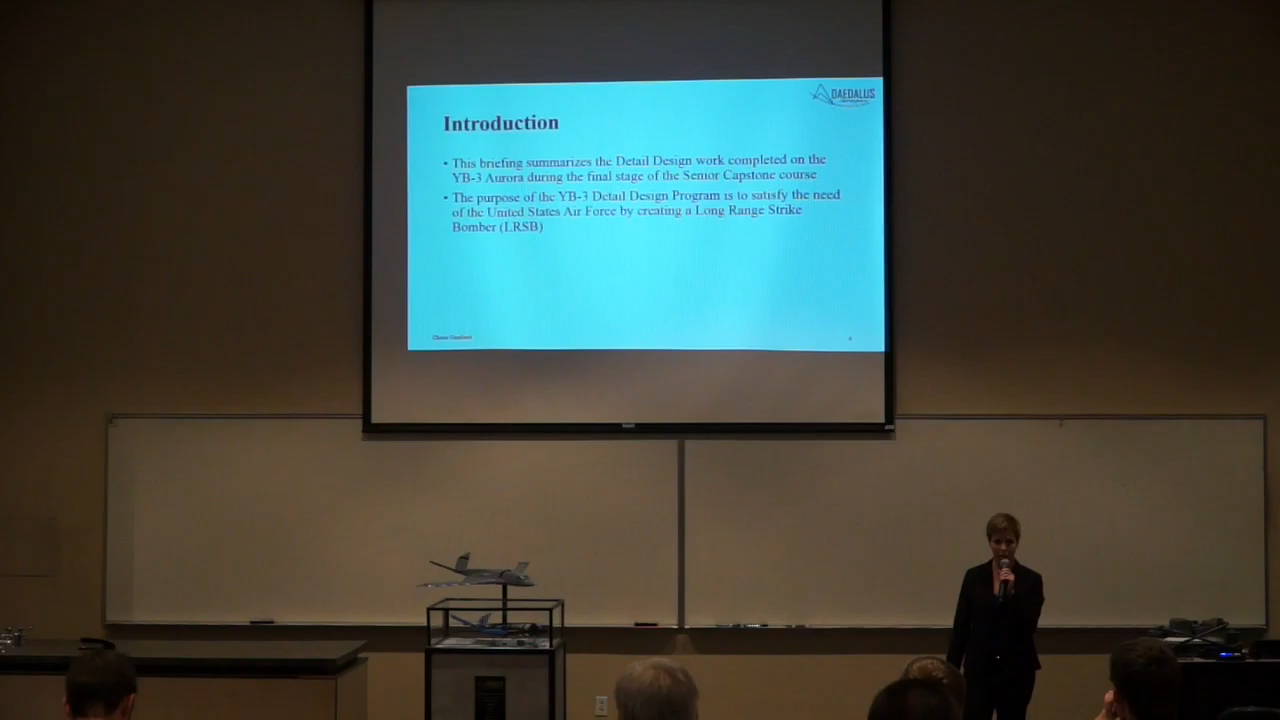 DAEDALUS
Introduction
• This briefing summarizes the Detail Design work completed on the
YB-3 Aurora during the final stage of the Senior Capstone course
• The purpose of the YB-3 Detail Design Program is to satisfy the need
of the United States Air Force by creating a Long Range Strike
Bomber (LRSB)